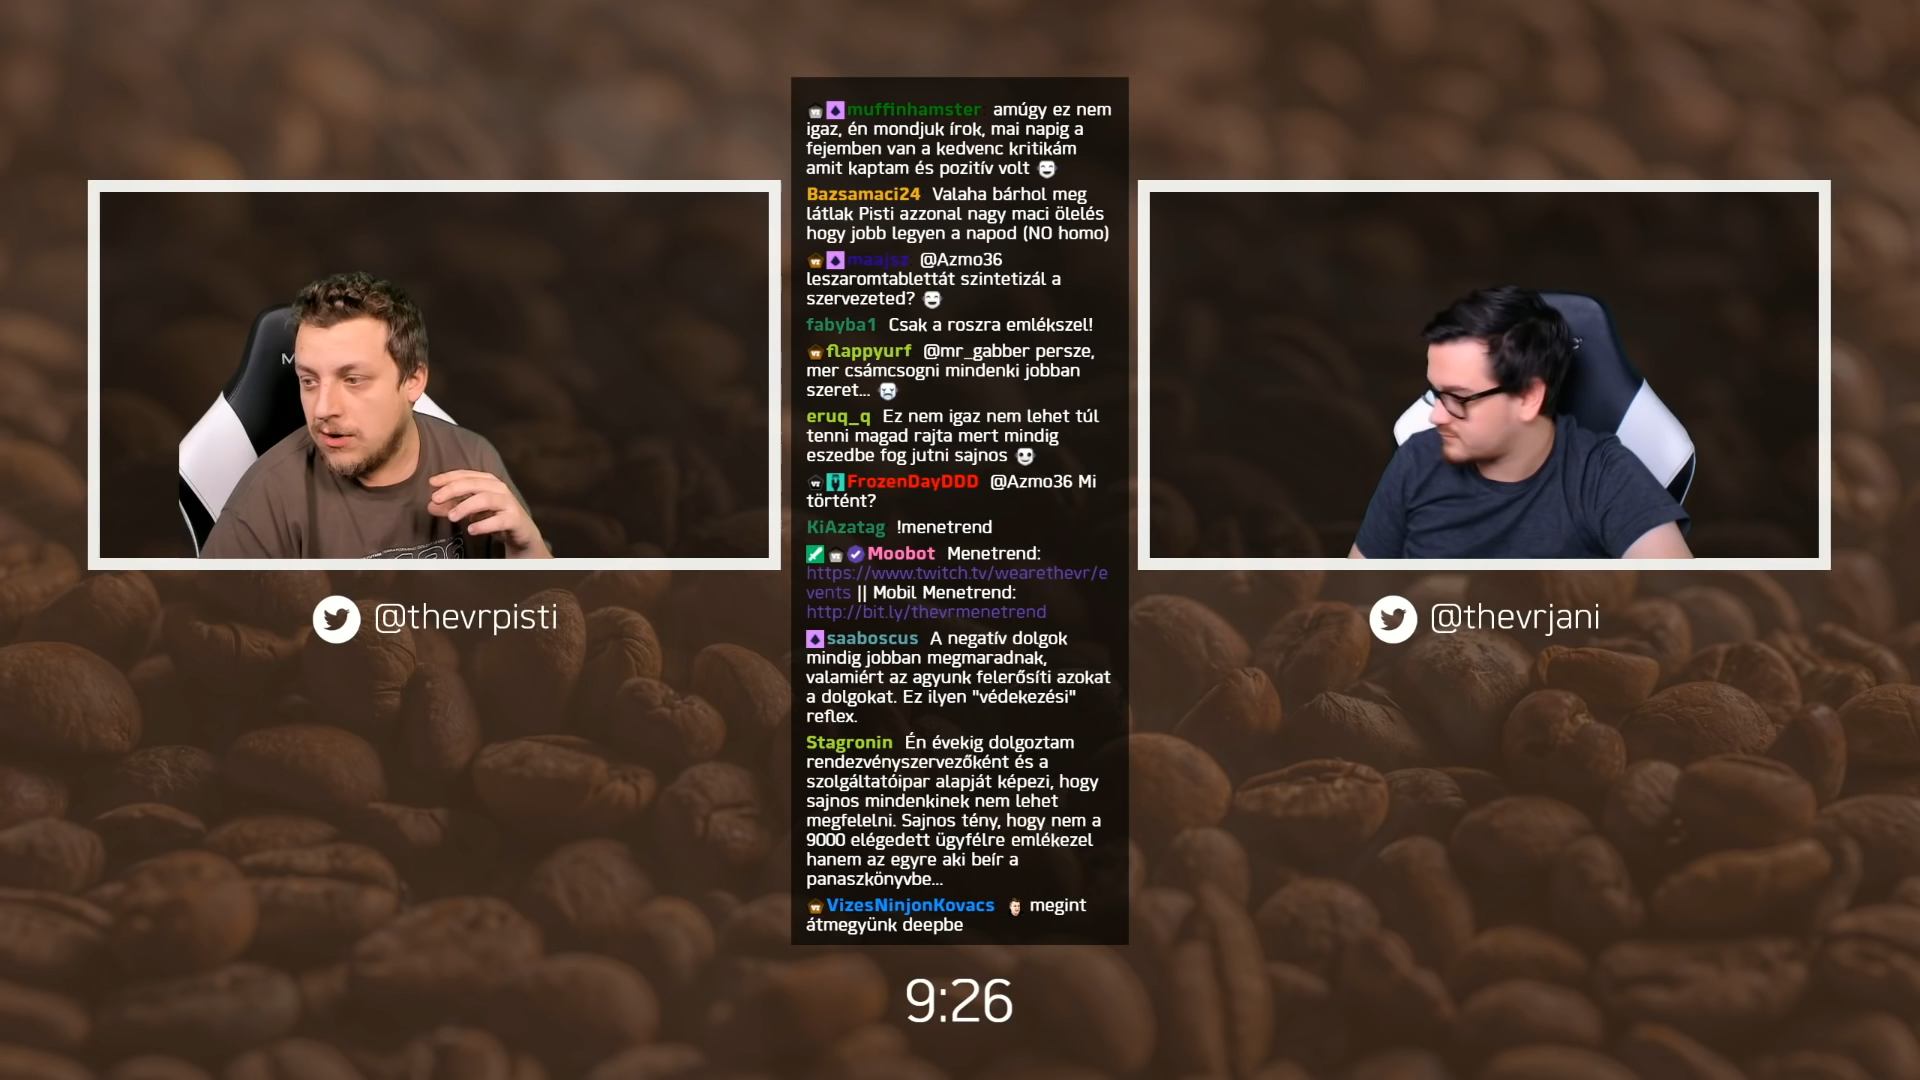 muffinhamster amúgy ez nem
igaz, én mondjuk írok, mai napig a
fejemben van a kedvenc kritikám
amit kaptam és pozitív volt
Bazsamaci24 Valaha bárhol meg
látlak Pisti azzonal nagy maci ölelés
hogy jobb legyen a napod (NO homo)
maajsz @Azmo36
leszaromtablettát szintetizál a
szervezeted?
fabyba1 Csak a roszra emlékszel!
flappyurf @mr_gabber persze,
mer csámcsogni mindenki jobban
szeret...
eruq_q Ez nem igaz nem lehet túl
tenni magad rajta mert mindig
eszedbe fog jutni sajnos
FrozenDayDDD @Azmo36 Mi
történt?
KiAzatag !menetrend
Moobot Menetrend:
https://www.twitch.tv/wearethevr/e
vents || Mobil Menetrend:
http://bit.ly/thevrmenetrend
saaboscus A negatív dolgok
mindig jobban megmaradnak,
valamiért az agyunk felerősíti azokat
a dolgokat. Ez ilyen "védekezési"
reflex.
Stagronin Én évekig dolgoztam
rendezvényszervezőként és a
szolgáltatóipar alapját képezi, hogy
sajnos mindenkinek nem lehet
megfelelni. Sajnos tény, hogy nem a
9000 elégedett ügyfélre emlékezel
hanem az egyre aki beír a
panaszkönyvbe...
VizesNinjonKovacs megint
átmegyünk deepbe
@thevrpisti
@thevrjani
9:26